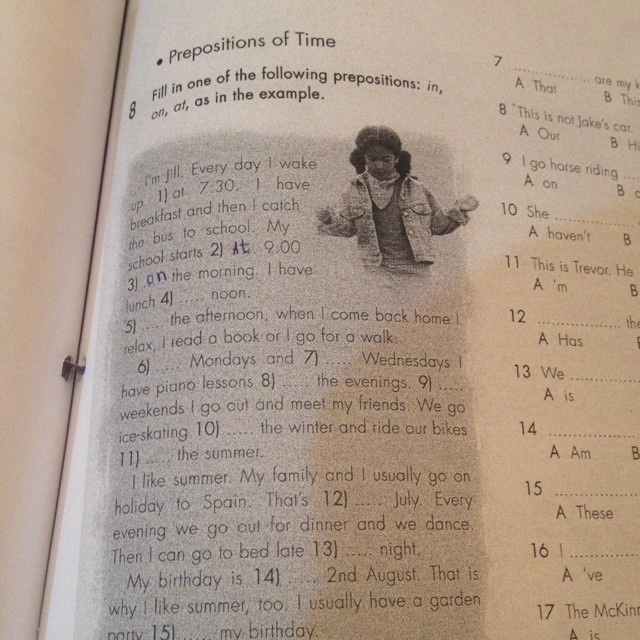 • Prepositions of Time
8 Fill in one of the following prepositions: in,
on, at, as in the example.
I'm Jill. Every day I wake
up 1) at 7:30. I have
breakfast and then I catch
the bus to school. My
school starts 2) at 9.00
3) on the morning. I have
lunch 4) ..... noon.
5) ..... the afternoon, when I come back home I
relax, I read a book or I go for a walk.
6) ..... Mondays and 7) ..... Wednesdays I
have piano lessons 8) ..... the evenings. 9) .....
weekends I go out and meet my friends. We go
ice-skating 10) ..... the winter and ride our bikes
11) ..... the summer.
I like summer. My family and I usually go on
holiday to Spain. That's 12) ..... July. Every
evening we go out for dinner and we dance.
Then I can go to bed late 13) ..... night.
My birthday is 14) ..... 2nd August. That is
why I like summer, too. I usually have a garden
party 15) ..... my birthday.
7 .................. are my
A That B
8 'This is not Jake's car.
A Our B
9 I go horse riding .....
A on B
10 She ..................
A haven't B
11 This is Trevor. He
A 'm B
12 ..................
A Has
13 We ..................
A is
14 ..................
A Am B
15 ..................
A These
16 I ..................
A 've
17 The
A is